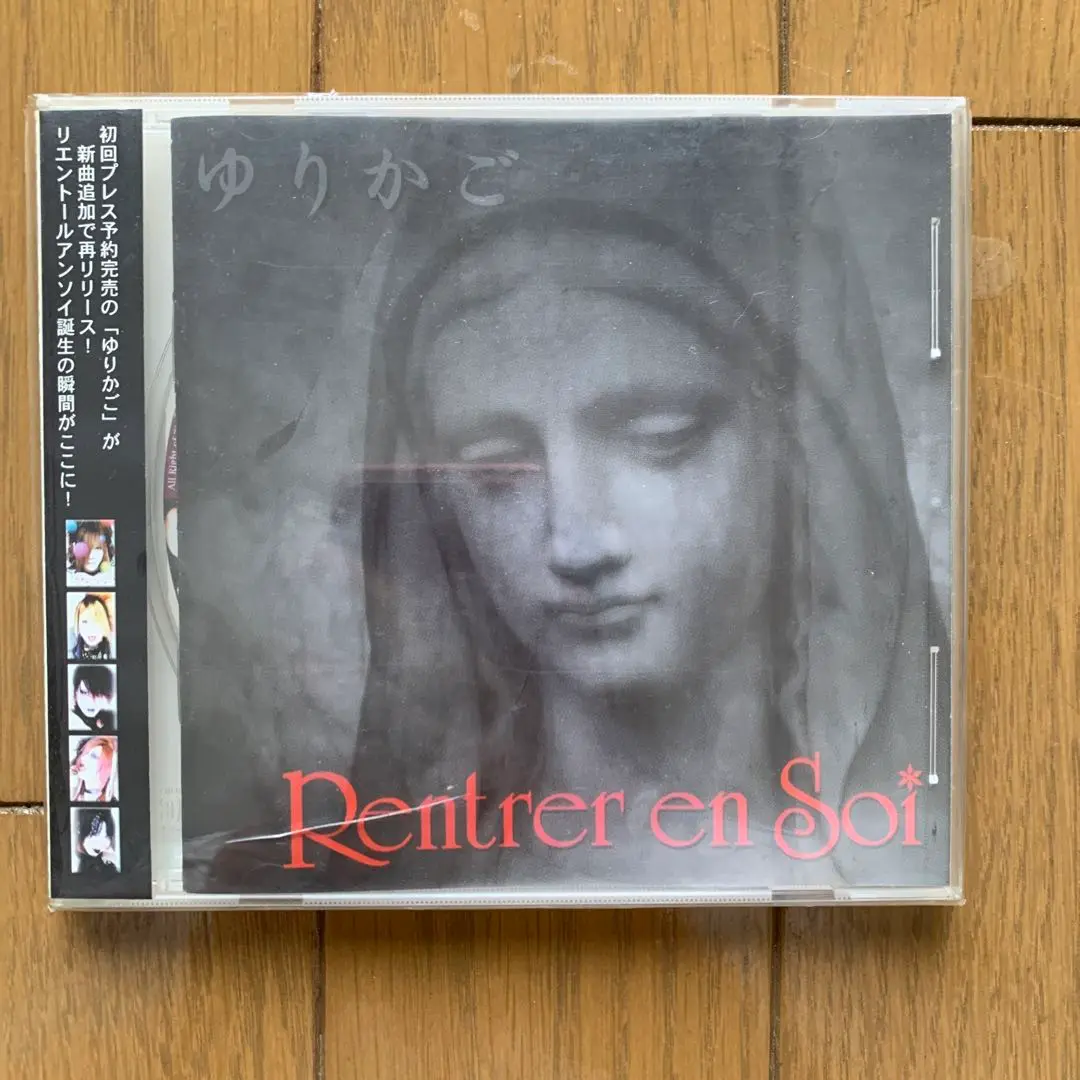 初回プレス予約完売の「ゆりかご」が
新曲追加で再リリース！
リエントールアンソイ誕生の瞬間がここに！
ゆりかご
All Right
Rentrer en Soi